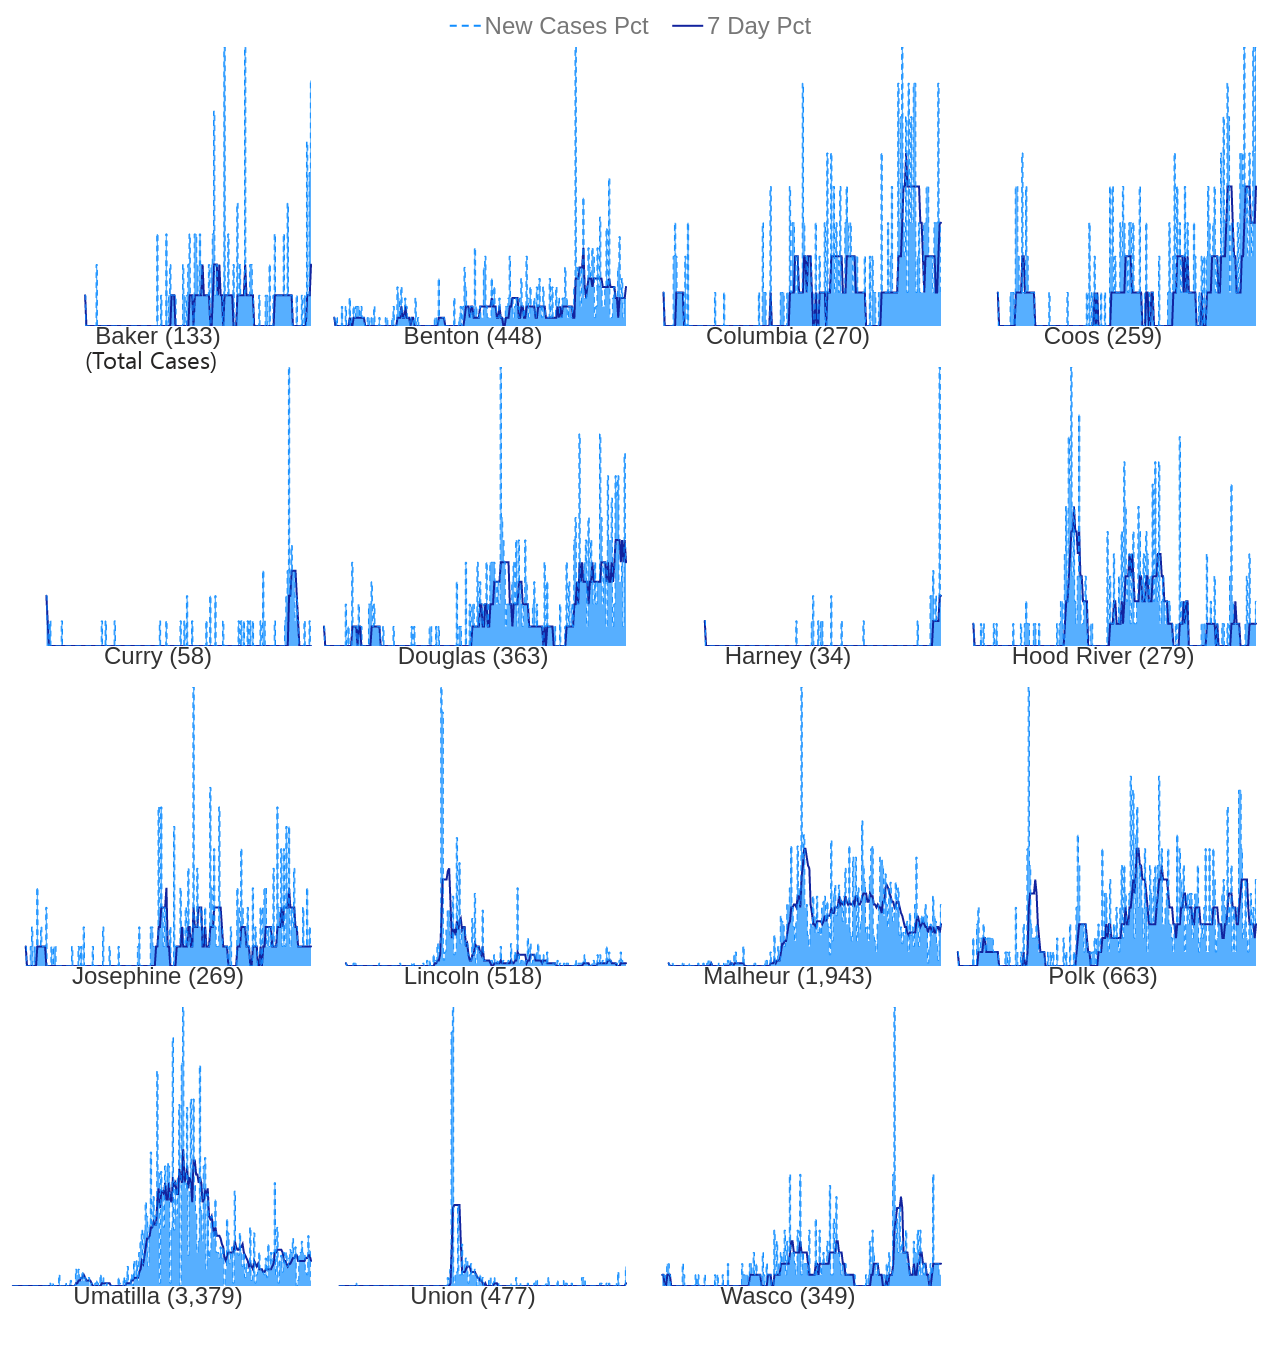 New Cases Pct 7 Day Pct
Baker (133) Benton (448) Columbia (270) Coos (259)
(Total Cases)
Curry (58) Douglas (363) Harney (34) Hood River (279)
Josephine (269) Lincoln (518) Malheur (1,943) Polk (663)
Umatilla (3,379) Union (477) Wasco (349)